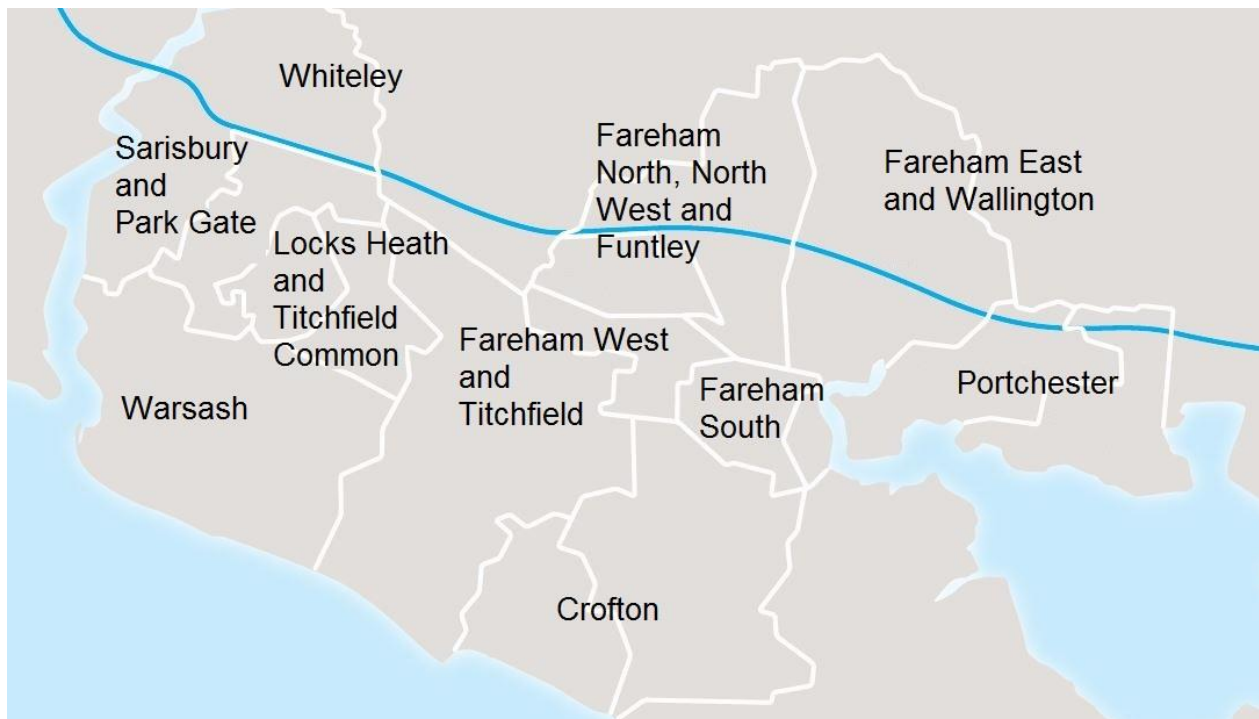 Whiteley
Sarisbury
and
Park Gate
Fareham
North, North
West and
Funtley
Fareham East
and Wallington
Locks Heath
and
Titchfield
Common
Fareham West
and
Titchfield
Fareham
South
Portchester
Warsash
Crofton